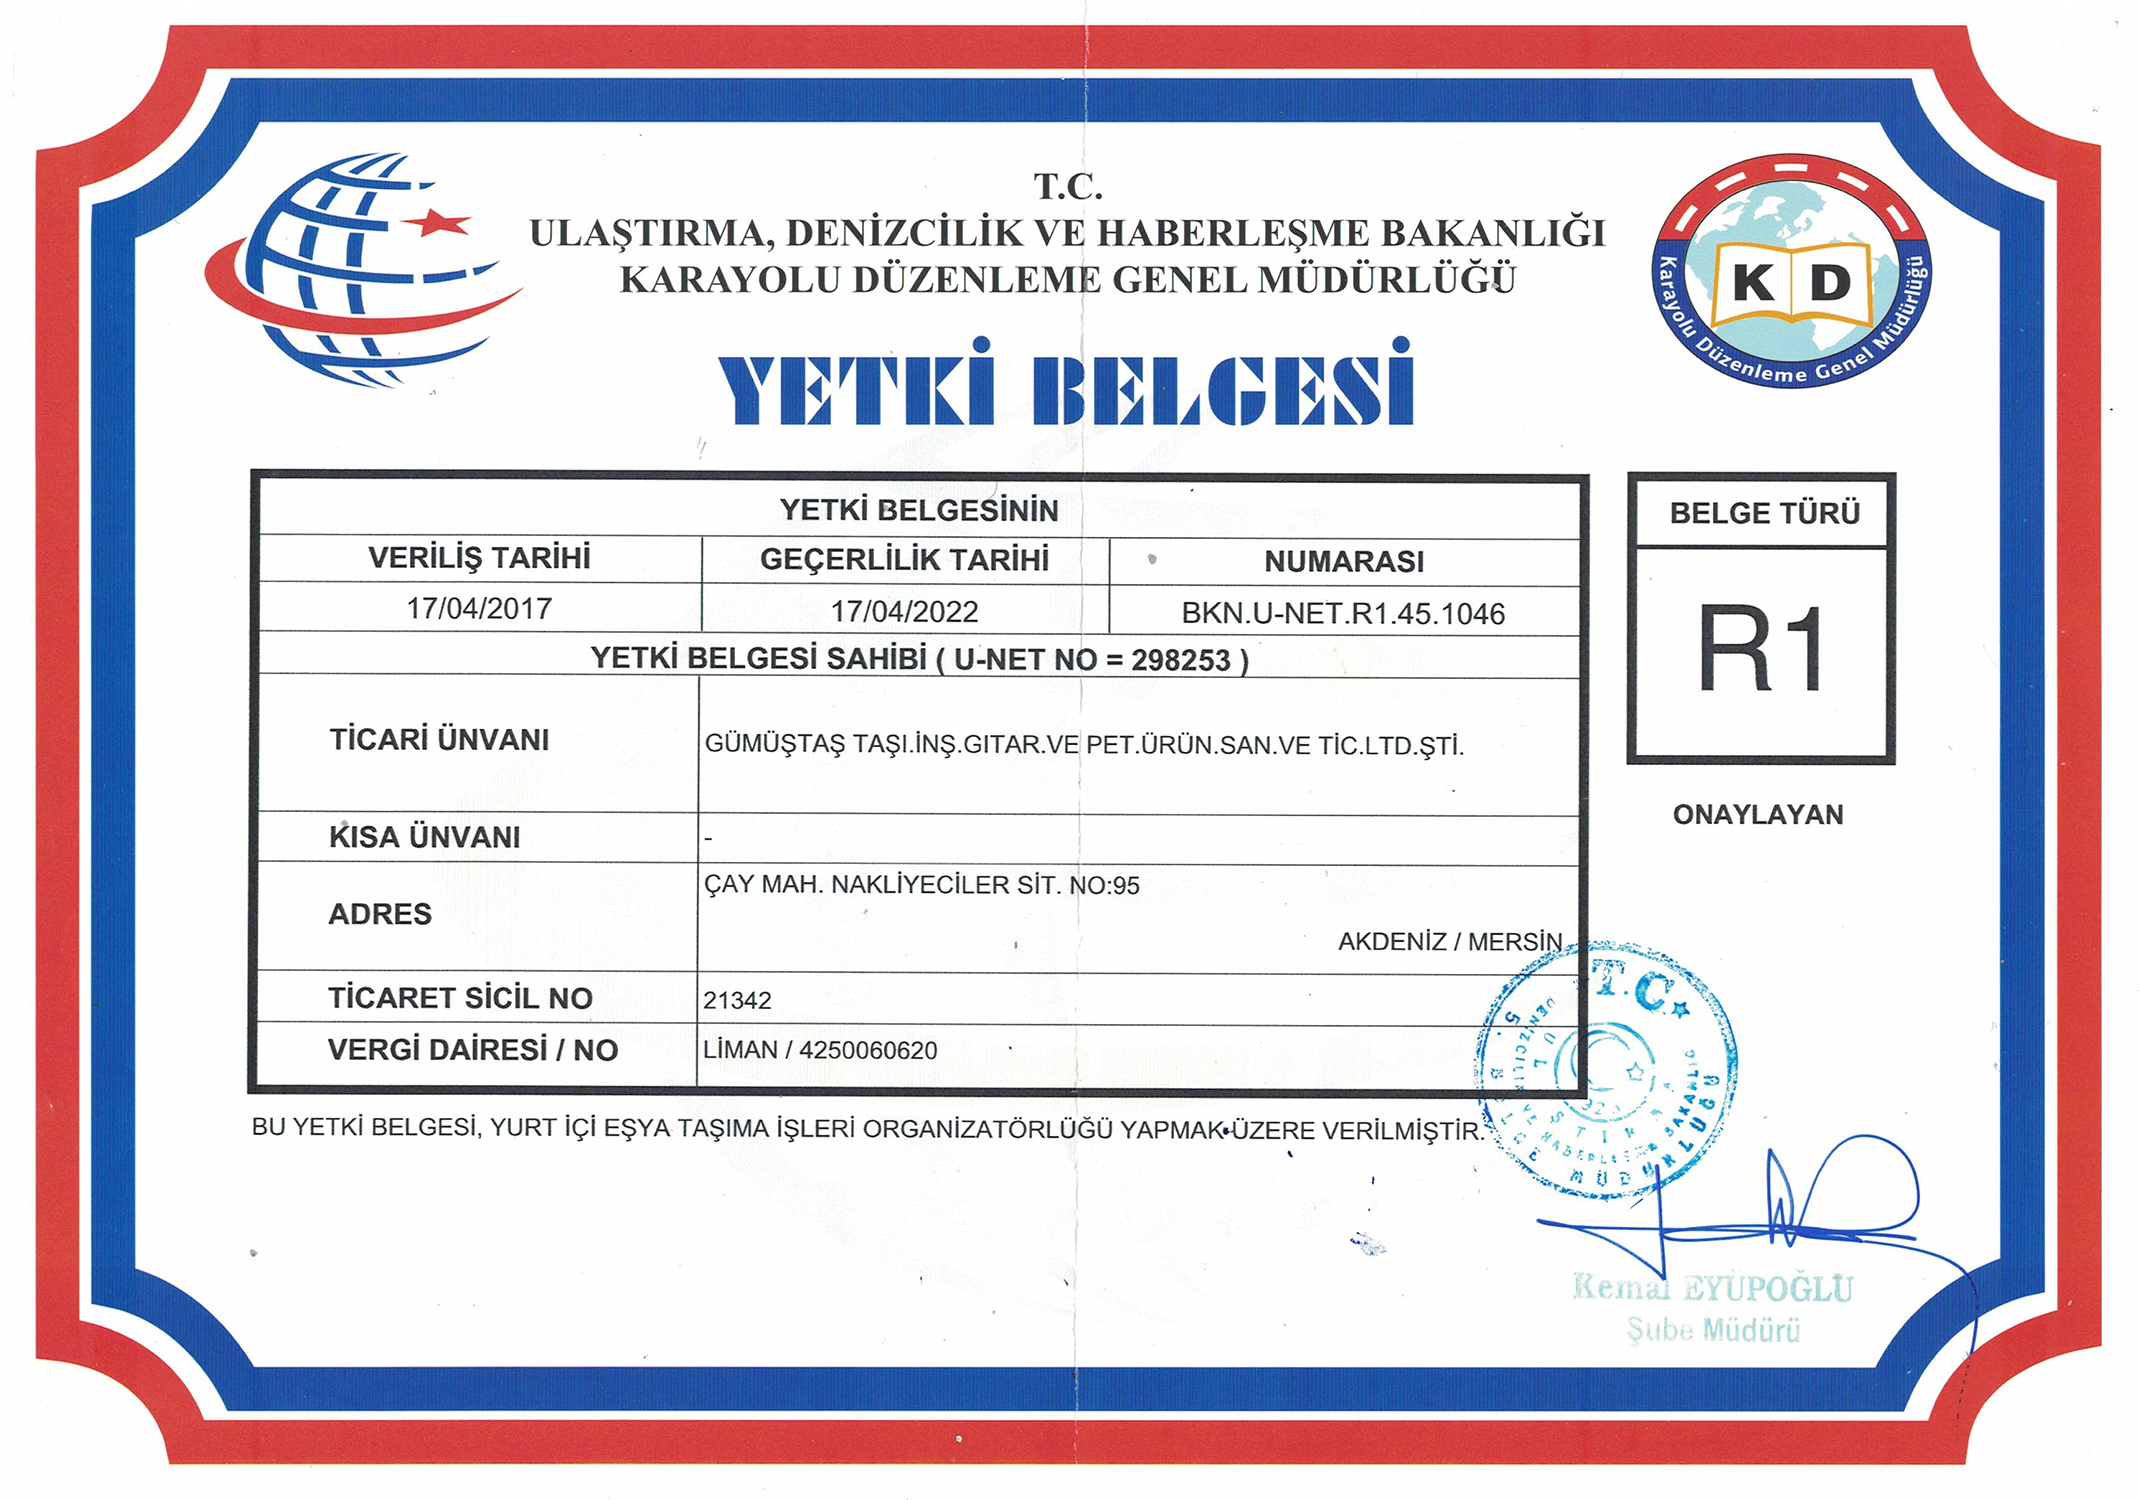 T.C.
ULAŞTIRMA, DENİZCİLİK VE HABERLEŞME BAKANLIĞI
KARAYOLU DÜZENLEME GENEL MÜDÜRLÜĞÜ
K D
Karayolu Düzenleme Genel Müdürlüğü
YETKİ BELGESİ
YETKİ BELGESİNİN
VERİLİŞ TARİHİ GEÇERLİLİK TARİHİ NUMARASI
17/04/2017 17/04/2022 BKN.U-NET.R1.45.1046
YETKİ BELGESİ SAHİBİ ( U-NET NO = 298253 )
TİCARİ ÜNVANI GÜMÜŞTAŞ TAŞI.İNŞ.GITAR.VE PET.ÜRÜN.SAN.VE TİC.LTD.ŞTİ.
KISA ÜNVANI -
ADRES ÇAY MAH. NAKLİYECİLER SİT. NO:95
AKDENİZ / MERSİN
TİCARET SİCİL NO 21342
VERGİ DAİRESİ / NO LİMAN / 4250060620
BELGE TÜRÜ
R1
ONAYLAYAN
BU YETKİ BELGESİ, YURT İÇİ EŞYA TAŞIMA İŞLERİ ORGANİZATÖRLÜĞÜ YAPMAK ÜZERE VERİLMİŞTİR.
T.C.
5. BÖLGE MÜDÜRLÜĞÜ
Kemal EYÜPOĞLU
Şube Müdürü